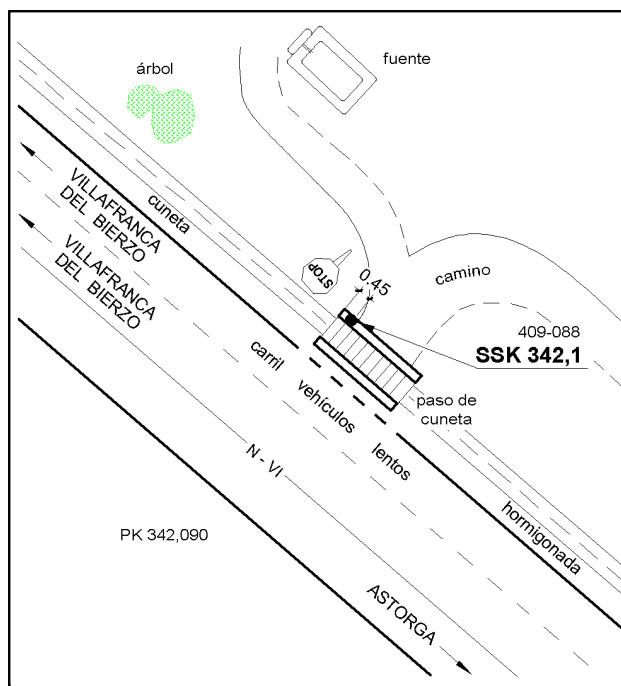 fuente
árbol
VILLAFRANCA
DEL BIERZO
cuneta
VILLAFRANCA
DEL BIERZO
STOP
0.45
camino
409-088
SSK 342,1
carril vehículos lentos
paso de
cuneta
N - VI
hormigonada
PK 342,090
ASTORGA